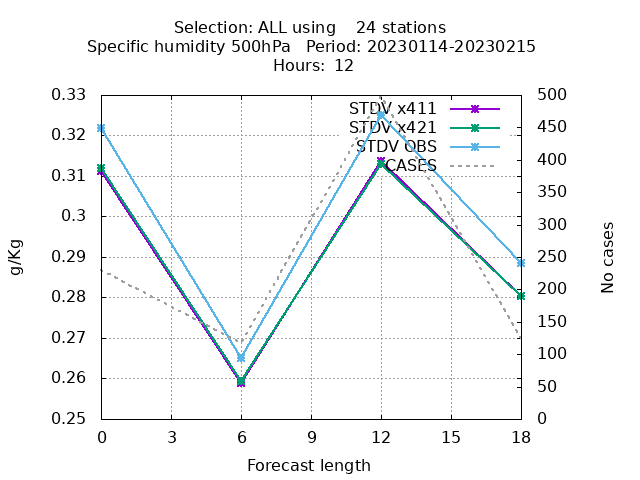 Selection: ALL using    24 stations
Specific humidity 500hPa   Period: 20230114-20230215
Hours:  12
STDV x411
STDV x421
STDV OBS
CASES
g/Kg
0.33
0.32
0.31
0.3
0.29
0.28
0.27
0.26
0.25
500
450
400
350
300
250
200
150
100
50
0
No cases
0 3 6 9 12 15 18
Forecast length